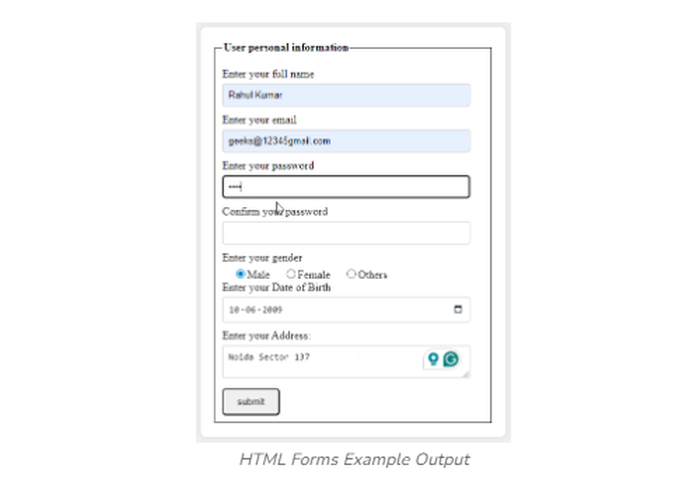 User personal information
Enter your full name
Rahul Kumar
Enter your email
geeks@12345gmail.com
Enter your password
Confirm your password
Enter your gender
Male Female Others
Enter your Date of Birth
10-06-2009
Enter your Address:
Noida Sector 137
submit
HTML Forms Example Output